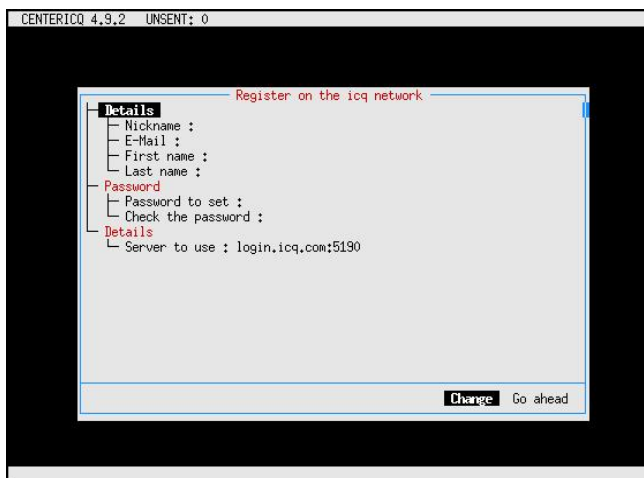 CENTERICQ 4.9.2 UNSENT: 0
Register on the icq network
Details
Nickname :
E-Mail :
First name :
Last name :
Password
Password to set :
Check the password :
Details
Server to use : login.icq.com:5190
Change Go ahead